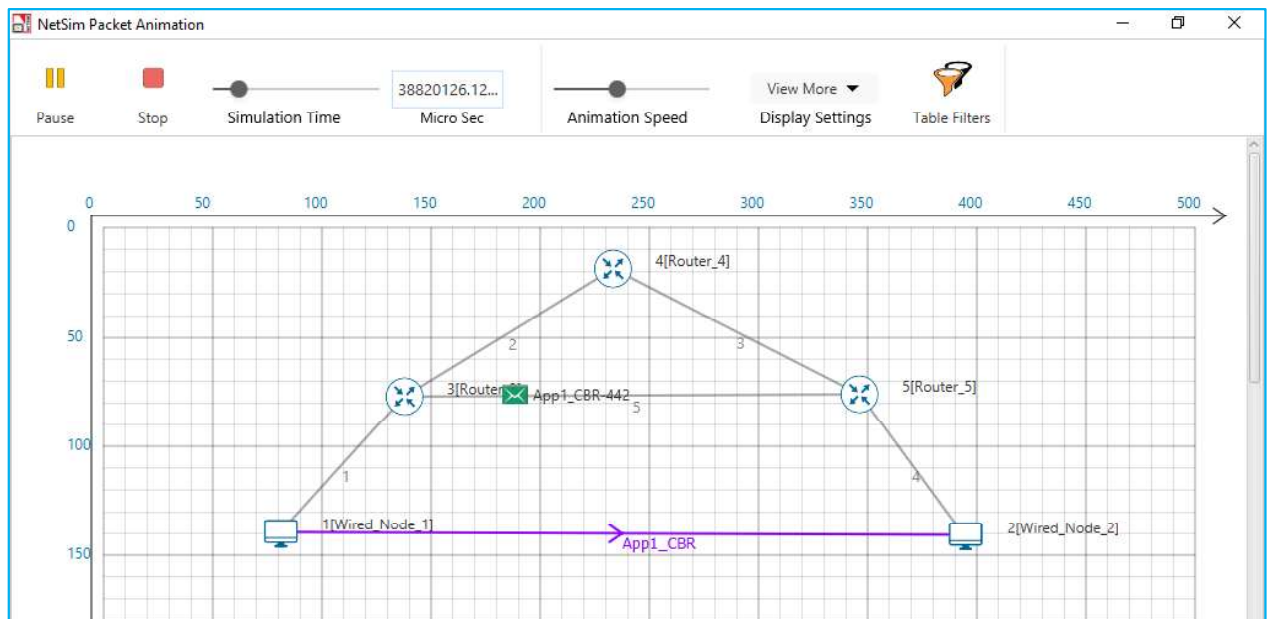 NetSim Packet Animation
38820126.12...
View More
Pause
Stop
Simulation Time
Micro Sec
Animation Speed
Display Settings
Table Filters
0 50 100 150 200 250 300 350 400 450 500
0
4[Router_4]
50
2
3
3[Router
App1_CBR-442
5
5[Router_5]
100
1
4
1[Wired_Node_1]
2[Wired_Node_2]
App1_CBR
150